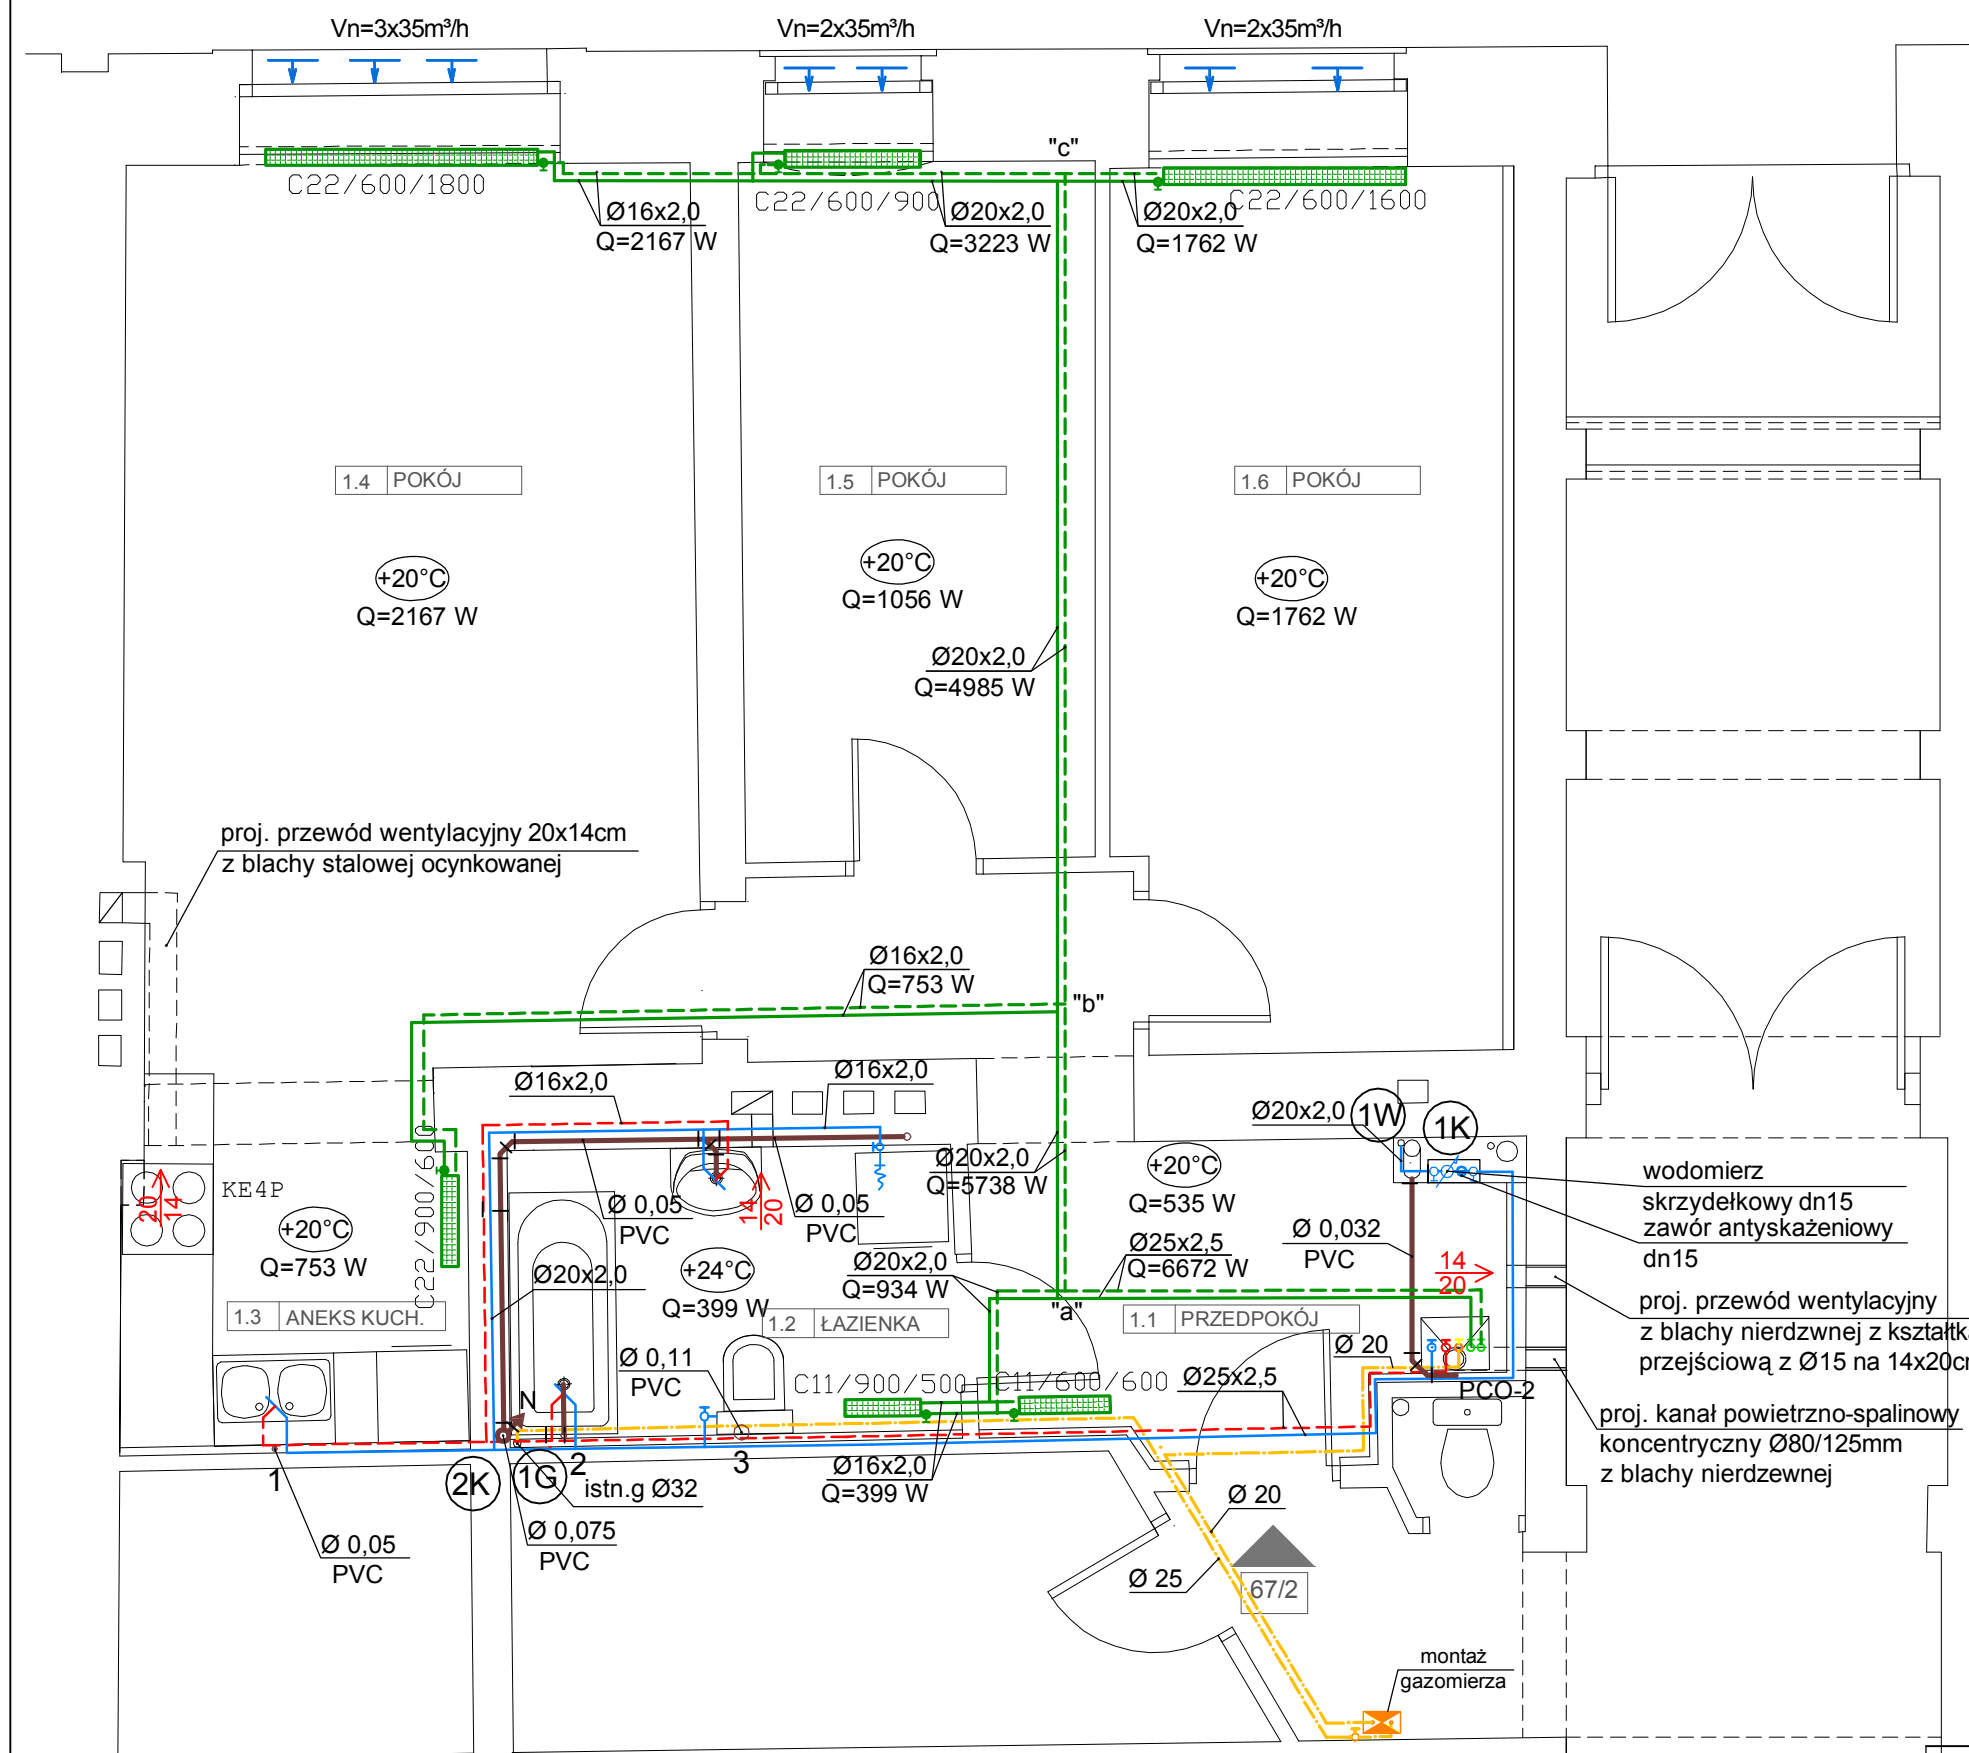 Vn=3x35m³/h
Vn=2x35m³/h
Vn=2x35m³/h
"c"
C22/600/1800
C22/600/900
C22/600/1600
Ø16x2,0
Q=2167 W
Ø20x2,0
Q=3223 W
Ø20x2,0
Q=1762 W
1.4 POKÓJ
1.5 POKÓJ
1.6 POKÓJ
+20°C
Q=2167 W
+20°C
Q=1056 W
+20°C
Q=1762 W
Ø20x2,0
Q=4985 W
proj. przewód wentylacyjny 20x14cm
z blachy stalowej ocynkowanej
Ø16x2,0
Q=753 W
"b"
Ø16x2,0
Ø16x2,0
Ø20x2,0
1W
1K
C22/900/600
KE4P
20
14
+20°C
Q=753 W
Ø 0,05
PVC
14
20
Ø 0,05
PVC
Ø20x2,0
Q=5738 W
+20°C
Q=535 W
Ø 0,032
PVC
wodomierz
skrzydełkowy dn15
zawór antyskażeniowy
dn15
Ø20x2,0
+24°C
Q=399 W
Ø20x2,0
Q=934 W
Ø25x2,5
Q=6672 W
14
20
1.3 ANEKS KUCH.
1.2 ŁAZIENKA
"a"
1.1 PRZEDPOKÓJ
proj. przewód wentylacyjny
z blachy nierdzwnej z kształtk
przejściową z Ø15 na 14x20c
Ø 0,11
PVC
C11/900/500
C11/600/600
Ø 20
Ø25x2,5
PCO-2
N
proj. kanał powietrzno-spalinowy
koncentryczny Ø80/125mm
z blachy nierdzewnej
1
2K
1G
2
3
istn.g Ø32
Ø16x2,0
Q=399 W
Ø 0,05
PVC
Ø 0,075
PVC
Ø 20
Ø 25
67/2
montaż
gazomierza